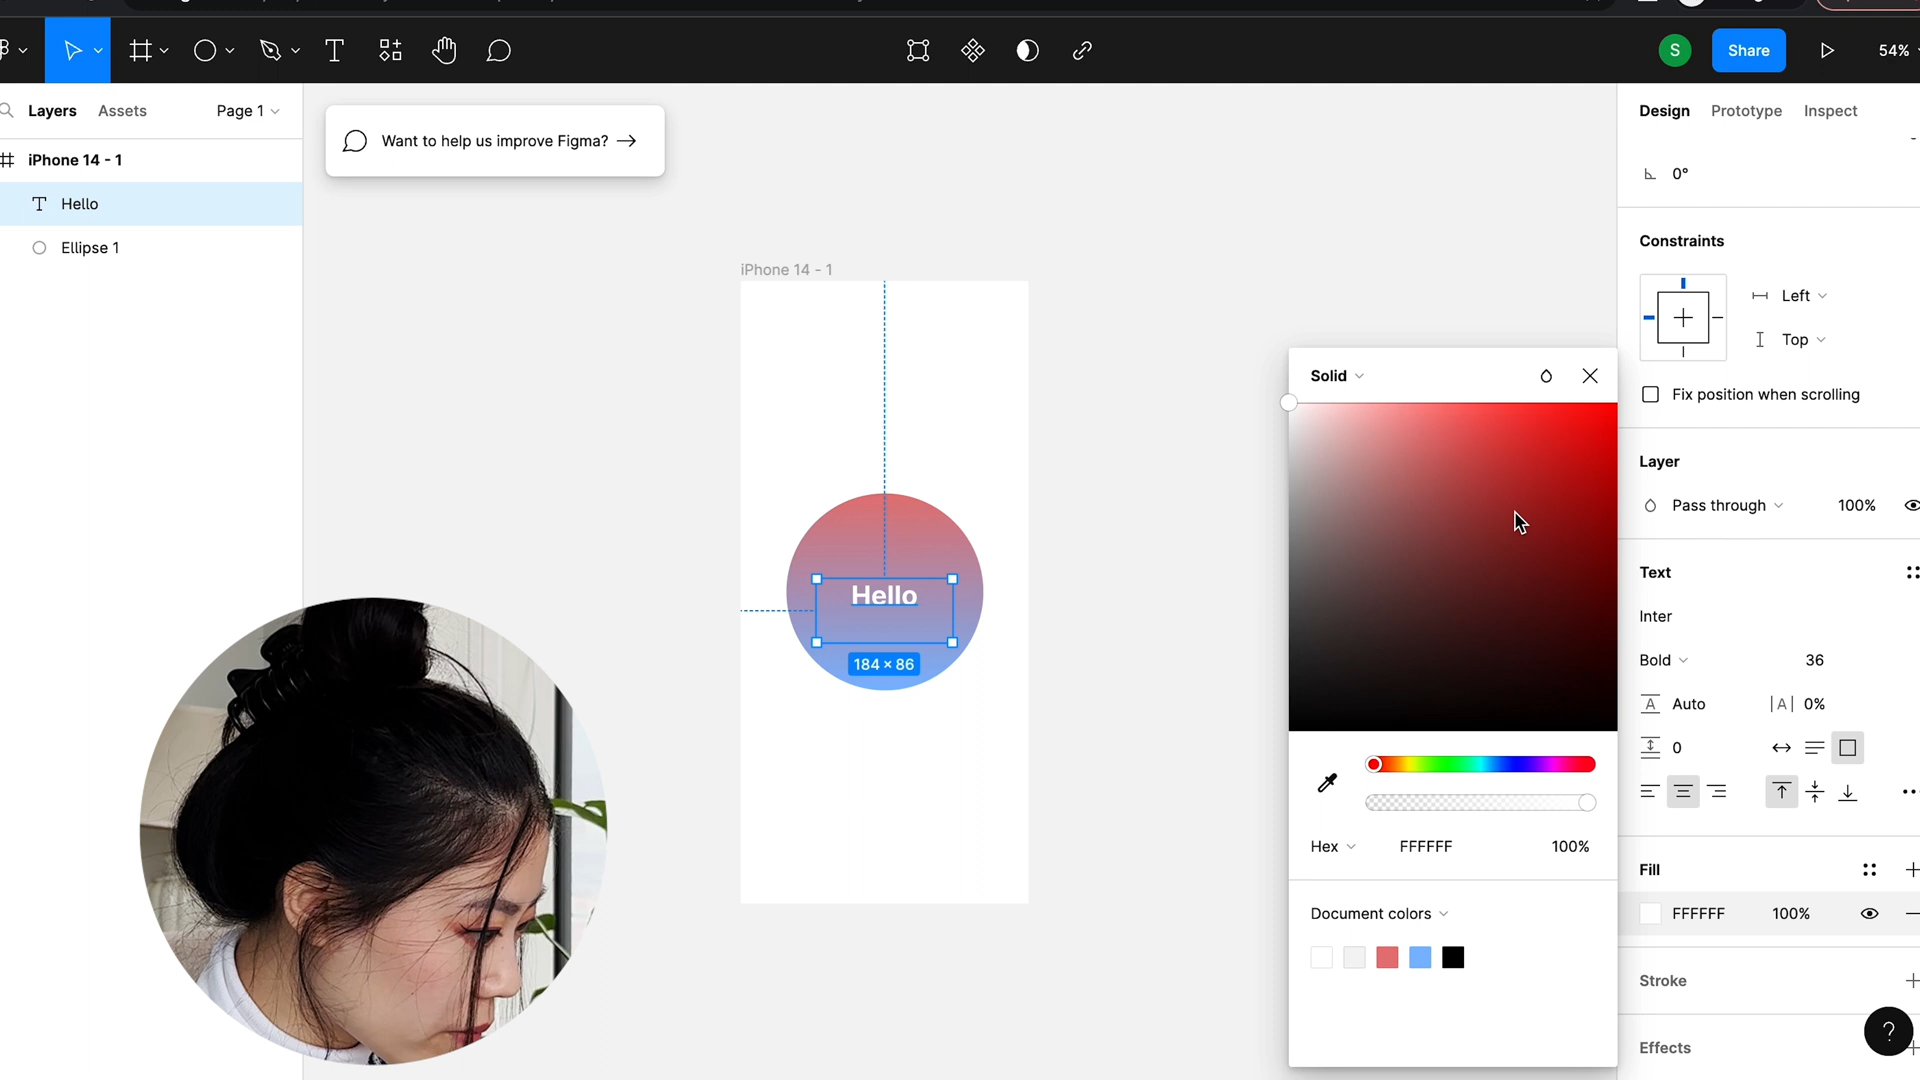 S
Share
54%
Layers
Assets
Page 1
Want to help us improve Figma?
Design
Prototype
Inspect
iPhone 14 - 1
0°
T
Hello
Constraints
Ellipse 1
iPhone 14 - 1
Left
Top
Solid
Fix position when scrolling
Layer
Pass through
100%
Text
Hello
Inter
184 × 86
Bold
36
A
Auto
|A|
0%
0
Hex
FFFFFF
100%
Fill
Document colors
FFFFFF
100%
Stroke
?
Effects